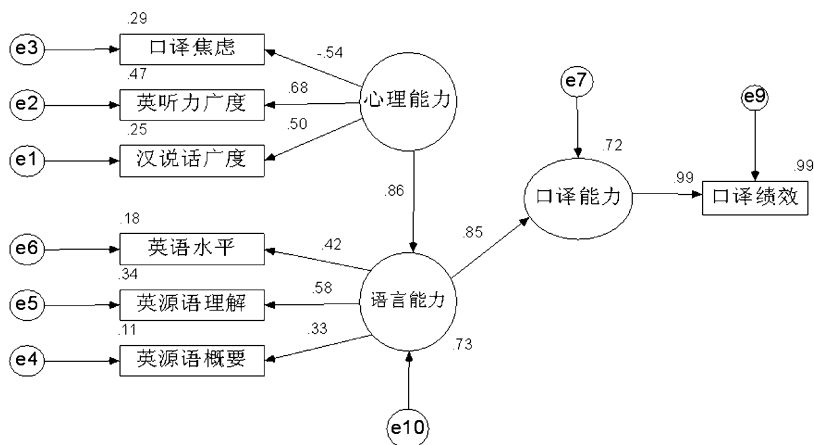 .29
e3
口译焦虑
-.54
.47
e2
英听力广度
.68
心理能力
.25
e1
汉说话广度
.50
e7
e9
.72
.99
口译能力
.99
口译绩效
.86
.18
e6
英语水平
.42
.85
.34
e5
英源语理解
.58
语言能力
.11
e4
英源语概要
.33
.73
e10